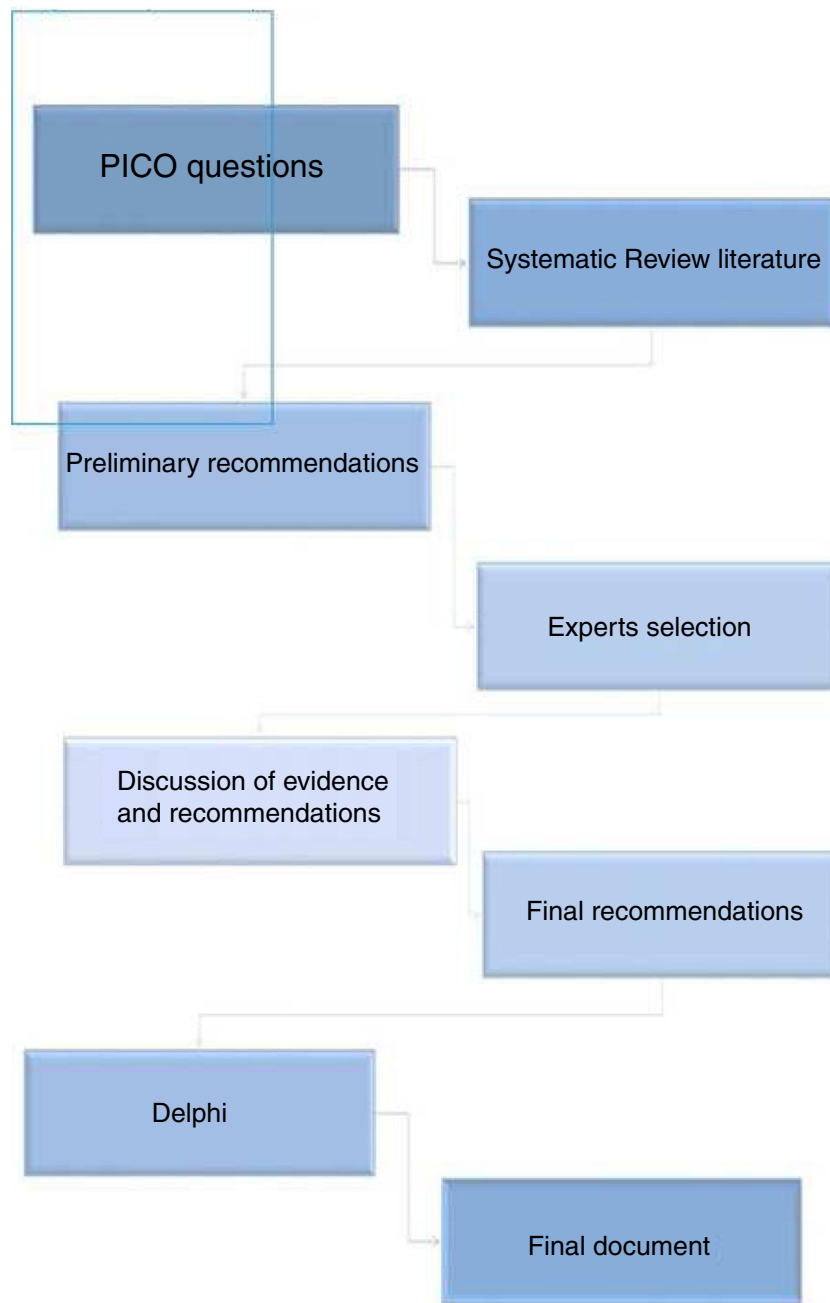 PICO questions
Systematic Review literature
Preliminary recommendations
Experts selection
Discussion of evidence
and recommendations
Final recommendations
Delphi
Final document